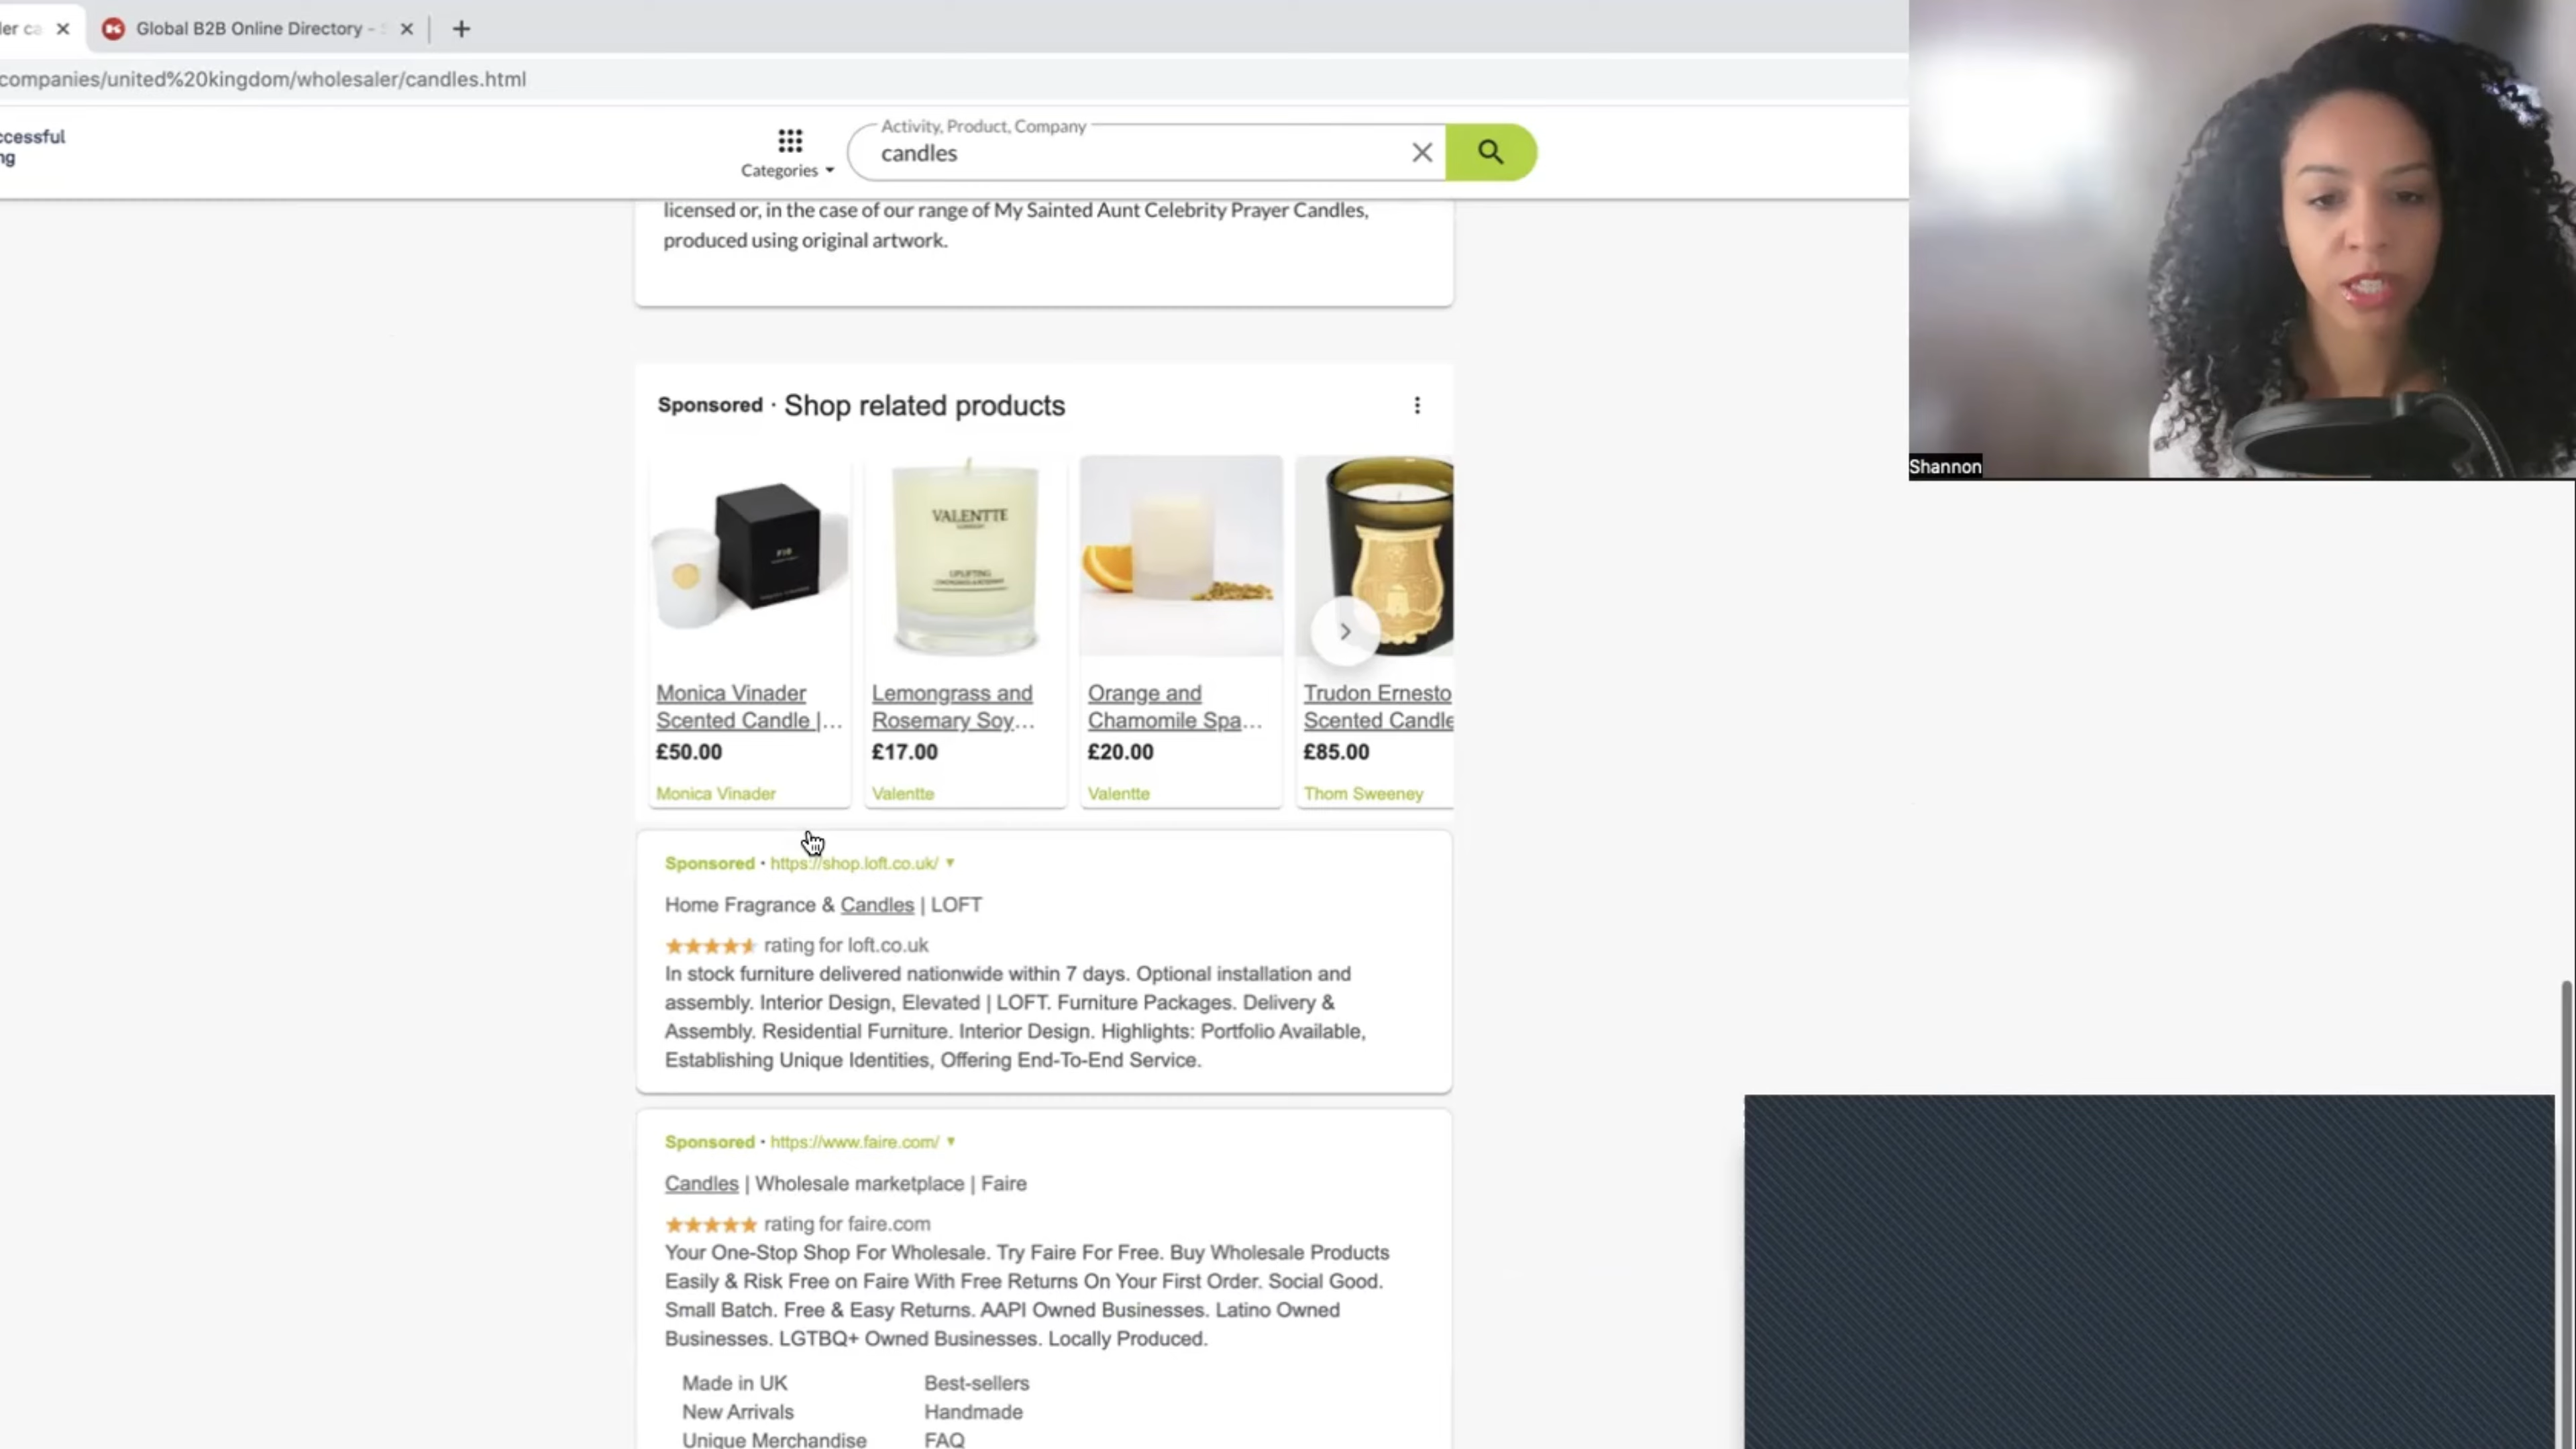 Global B2B Online Directory -
companies/united%20kingdom/wholesaler/candles.html
ccessful
ng
Categories
Activity, Product, Company
candles
licensed or, in the case of our range of My Sainted Aunt Celebrity Prayer Candles,
produced using original artwork.
Shannon
Sponsored · Shop related products
VALENTTE
UPLIFTING
Monica Vinader
Scented Candle |...
£50.00
Monica Vinader
Lemongrass and
Rosemary Soy...
£17.00
Valentte
Orange and
Chamomile Spa...
£20.00
Valentte
Trudon Ernesto
Scented Candle
£85.00
Thom Sweeney
Sponsored · https://shop.loft.co.uk/
Home Fragrance & Candles | LOFT
rating for loft.co.uk
In stock furniture delivered nationwide within 7 days. Optional installation and
assembly. Interior Design, Elevated | LOFT. Furniture Packages. Delivery &
Assembly. Residential Furniture. Interior Design. Highlights: Portfolio Available,
Establishing Unique Identities, Offering End-To-End Service.
Sponsored · https://www.faire.com/
Candles | Wholesale marketplace | Faire
rating for faire.com
Your One-Stop Shop For Wholesale. Try Faire For Free. Buy Wholesale Products
Easily & Risk Free on Faire With Free Returns On Your First Order. Social Good.
Small Batch. Free & Easy Returns. AAPI Owned Businesses. Latino Owned
Businesses. LGTBQ+ Owned Businesses. Locally Produced.
Made in UK
Best-sellers
New Arrivals
Handmade
Unique Merchandise
FAQ